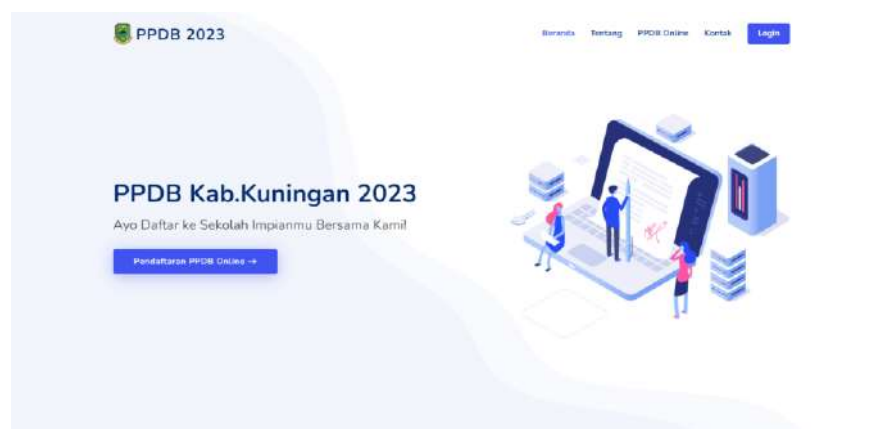 PPDB 2023
Beranda Tentang PPDB Online Kontak Login
PPDB Kab.Kuningan 2023
Ayo Daftar ke Sekolah Impianmu Bersama Kami!
Pendaftaran PPDB Online →